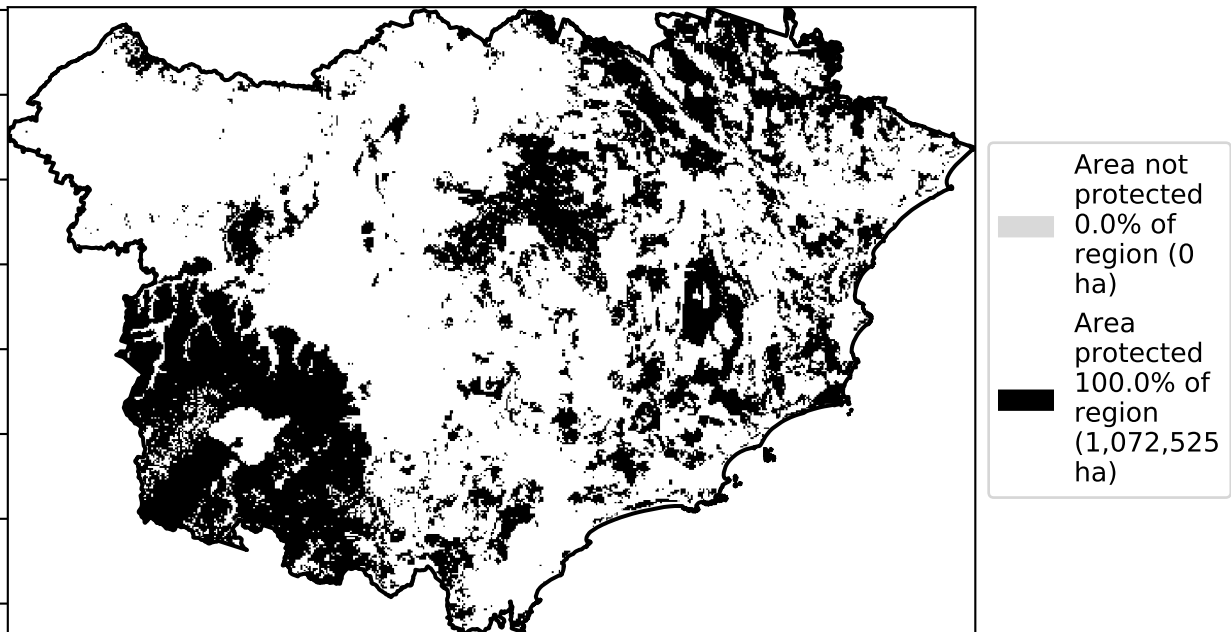 Area not
protected
0.0% of
region (0
ha)
Area
protected
100.0% of
region
(1,072,525
ha)